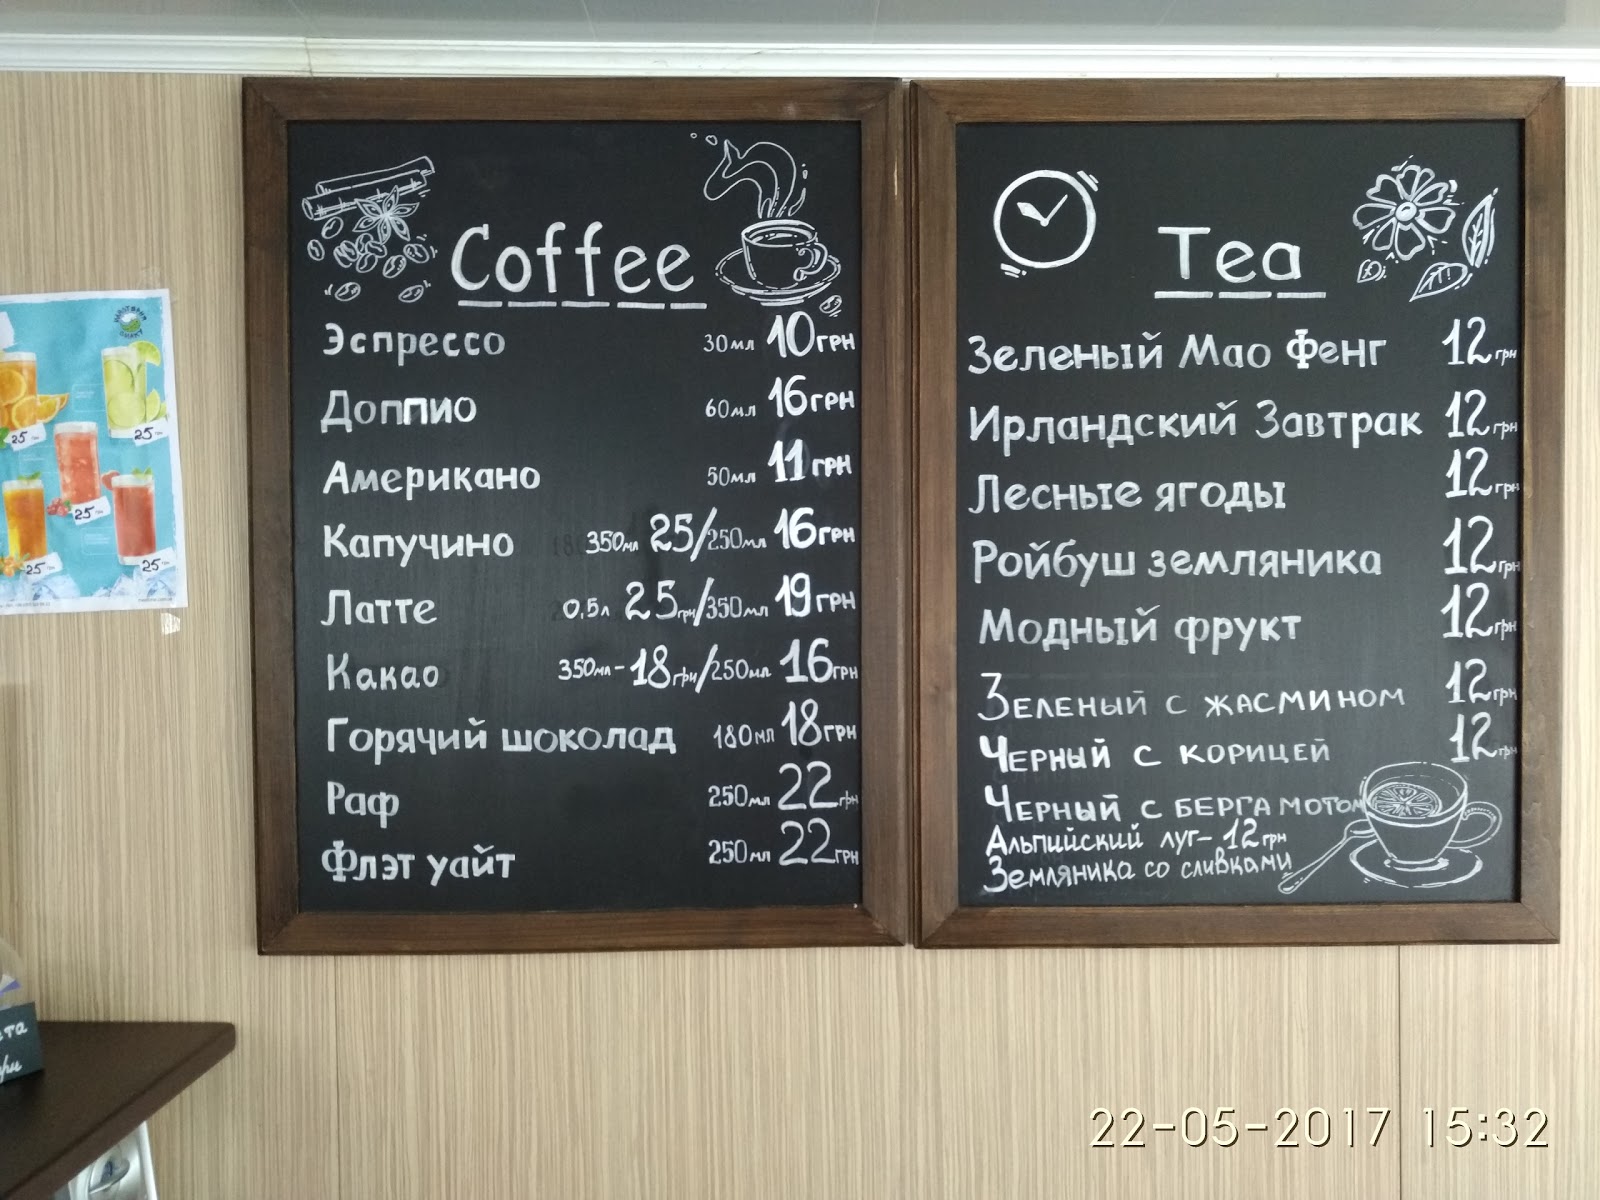 Coffee
Эспрессо 30мл 10грн
Доппио 60мл 16грн
Американо 50мл 11грн
Капучино 350мл 25/250мл 16грн
Латте 0,5л 25грн/350мл 19грн
Какао 350мл-18грн/250мл 16грн
Горячий шоколад 180мл 18грн
Раф 250мл 22грн
Флэт уайт 250мл 22грн
Tea
Зеленый Мао Фенг 12грн
Ирландский Завтрак 12грн
Лесные ягоды 12грн
Ройбуш земляника 12грн
Модный фрукт 12грн
Зеленый с жасмином 12грн
Черный с корицей 12грн
Черный с бергамотом
Альпийский луг-12грн
Земляника со сливками
25
25
25
25
25
22-05-2017 15:32